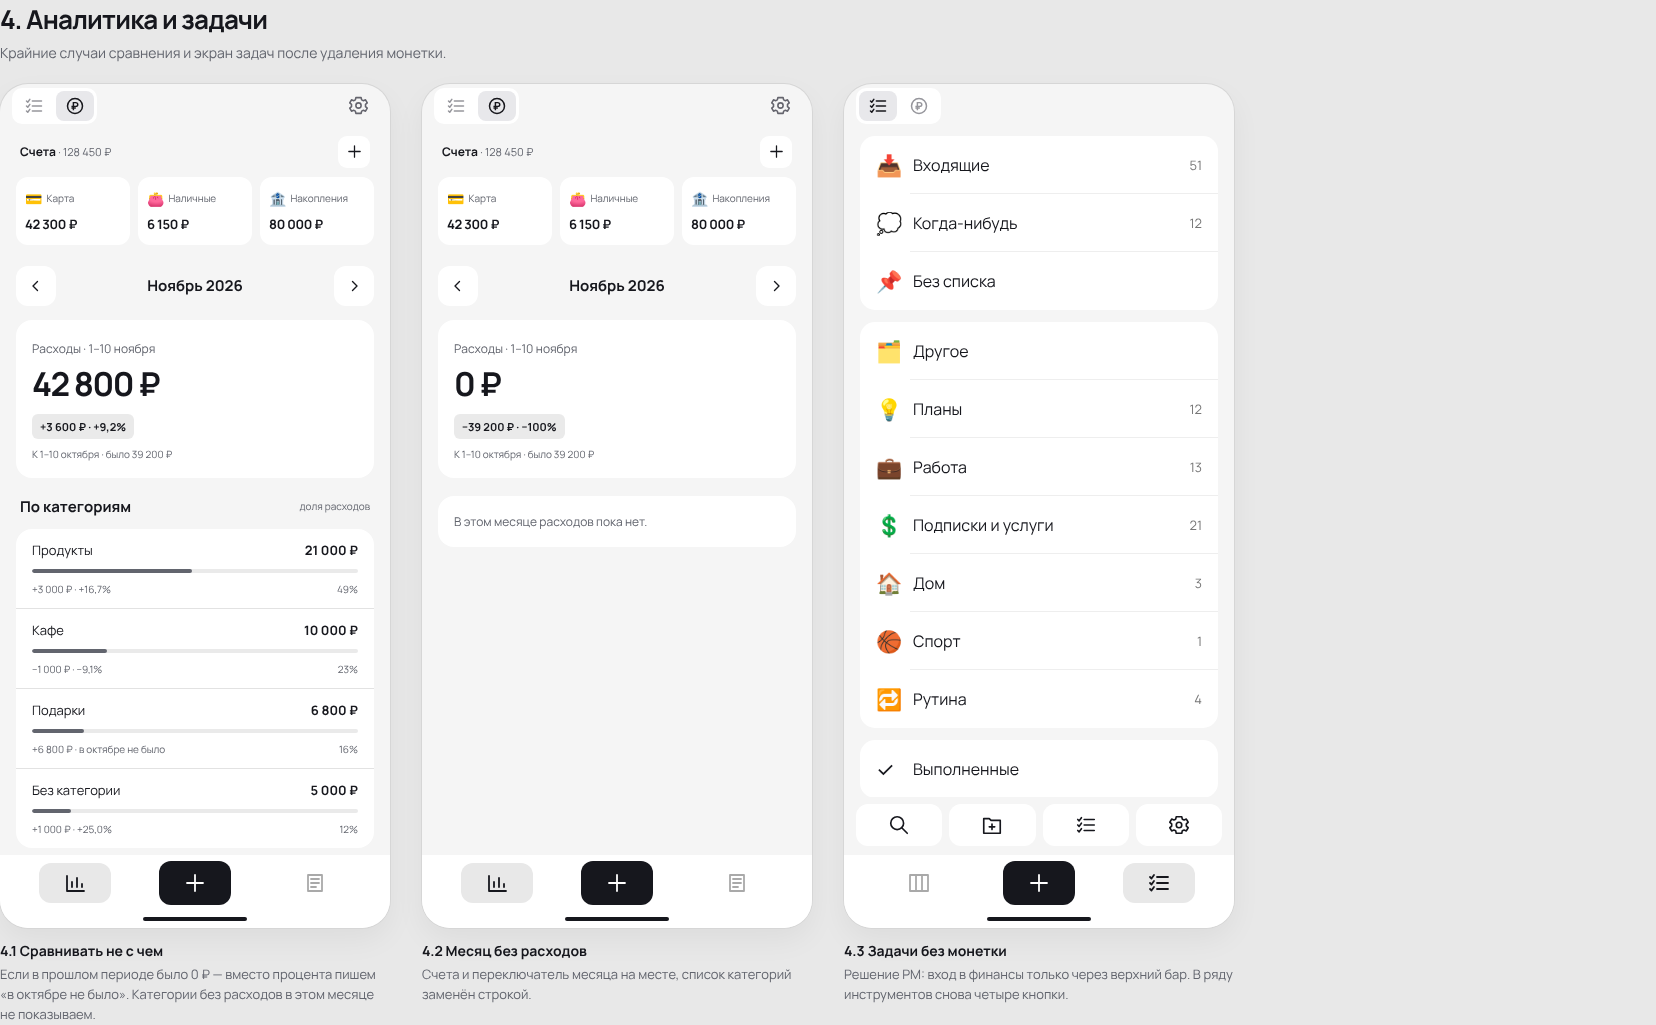 4. Аналитика и задачи
Крайние случаи сравнения и экран задач после удаления монетки.
Счета · 128 450 ₽
Карта
42 300 ₽
Наличные
6 150 ₽
Накопления
80 000 ₽
Ноябрь 2026
Расходы · 1–10 ноября
42 800 ₽
+3 600 ₽ · +9,2%
К 1–10 октября · было 39 200 ₽
По категориям
доля расходов
Продукты
21 000 ₽
+3 000 ₽ · +16,7%
49%
Кафе
10 000 ₽
−1 000 ₽ · −9,1%
23%
Подарки
6 800 ₽
+6 800 ₽ · в октябре не было
16%
Без категории
5 000 ₽
+1 000 ₽ · +25,0%
12%
4.1 Сравнивать не с чем
Если в прошлом периоде было 0 ₽ — вместо процента пишем
«в октябре не было». Категории без расходов в этом месяце
не показываем.
Счета · 128 450 ₽
Карта
42 300 ₽
Наличные
6 150 ₽
Накопления
80 000 ₽
Ноябрь 2026
Расходы · 1–10 ноября
0 ₽
−39 200 ₽ · −100%
К 1–10 октября · было 39 200 ₽
В этом месяце расходов пока нет.
4.2 Месяц без расходов
Счета и переключатель месяца на месте, список категорий
заменён строкой.
Входящие
51
Когда-нибудь
12
Без списка
Другое
Планы
12
Работа
13
Подписки и услуги
21
Дом
3
Спорт
1
Рутина
4
Выполненные
4.3 Задачи без монетки
Решение PM: вход в финансы только через верхний бар. В ряду
инструментов снова четыре кнопки.